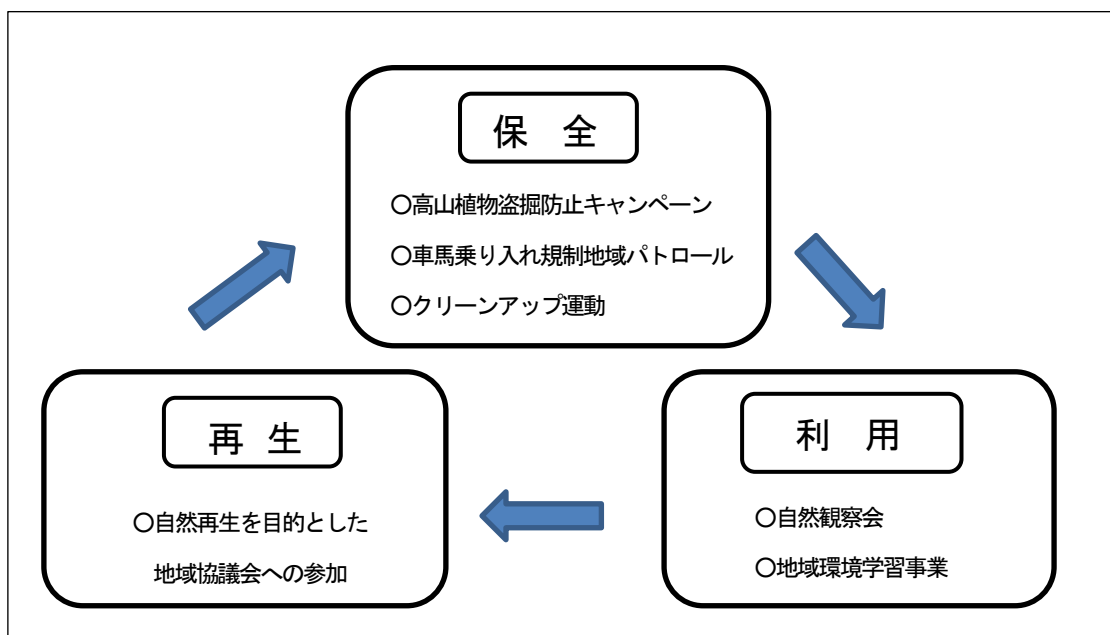 保 全
○高山植物盗掘防止キャンペーン
○車馬乗り入れ規制地域パトロール
○クリーンアップ運動
再 生
○自然再生を目的とした
地域協議会への参加
利 用
○自然観察会
○地域環境学習事業